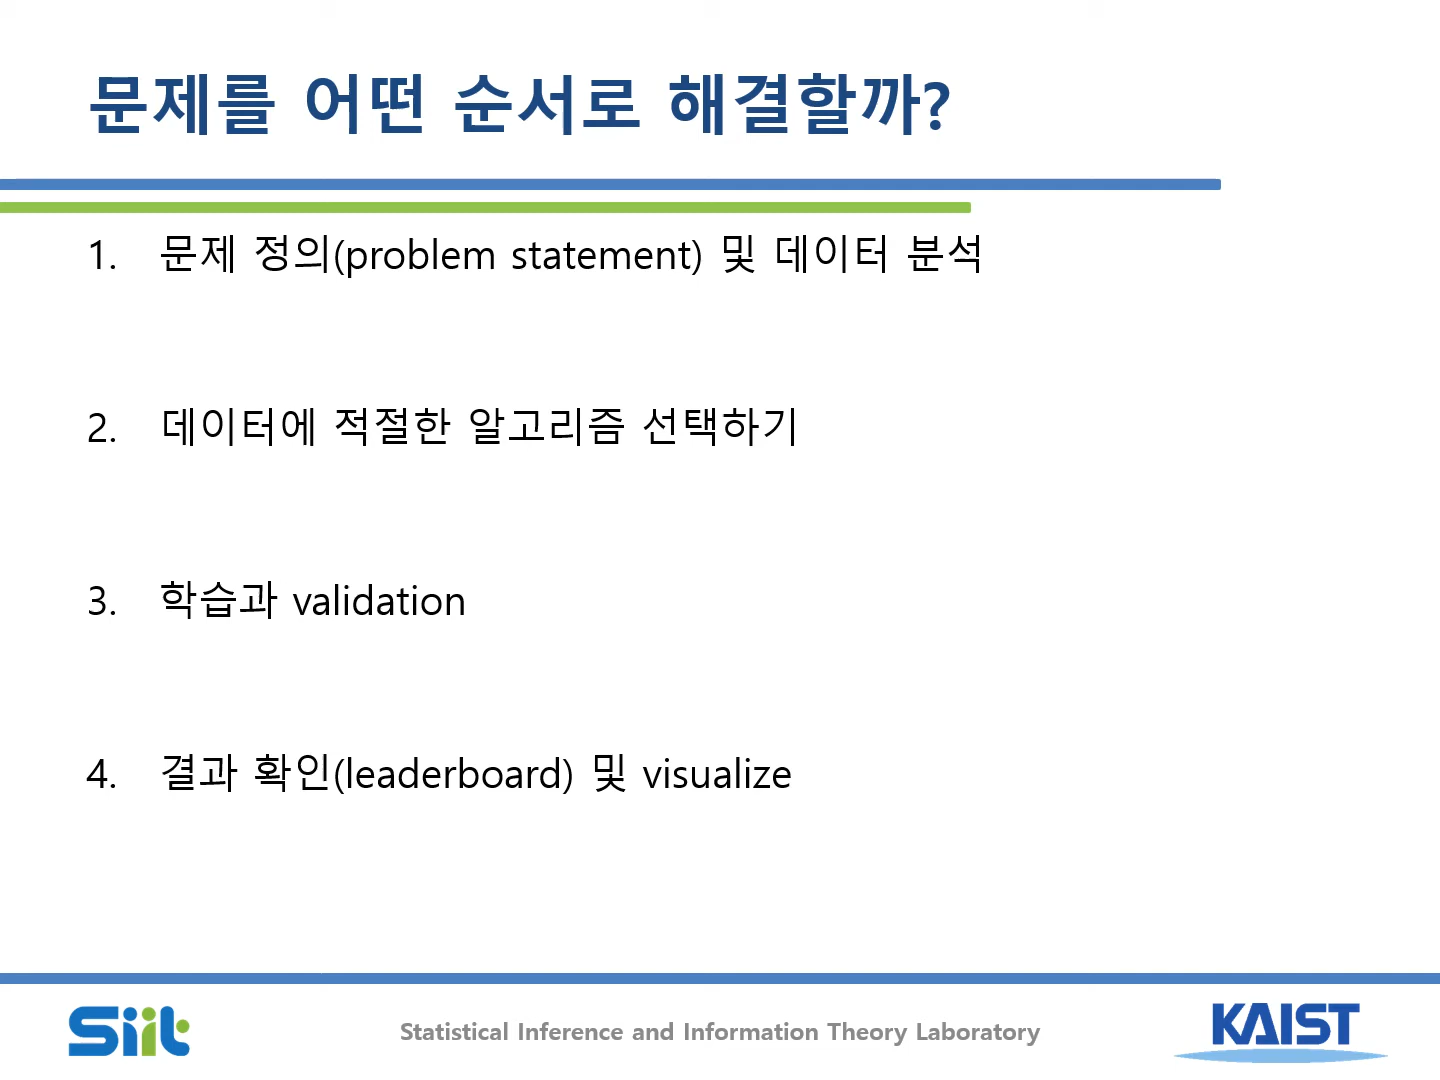 문제를 어떤 순서로 해결할까?
1. 문제 정의(problem statement) 및 데이터 분석
2. 데이터에 적절한 알고리즘 선택하기
3. 학습과 validation
4. 결과 확인(leaderboard) 및 visualize
Siit
Statistical Inference and Information Theory Laboratory
KAIST